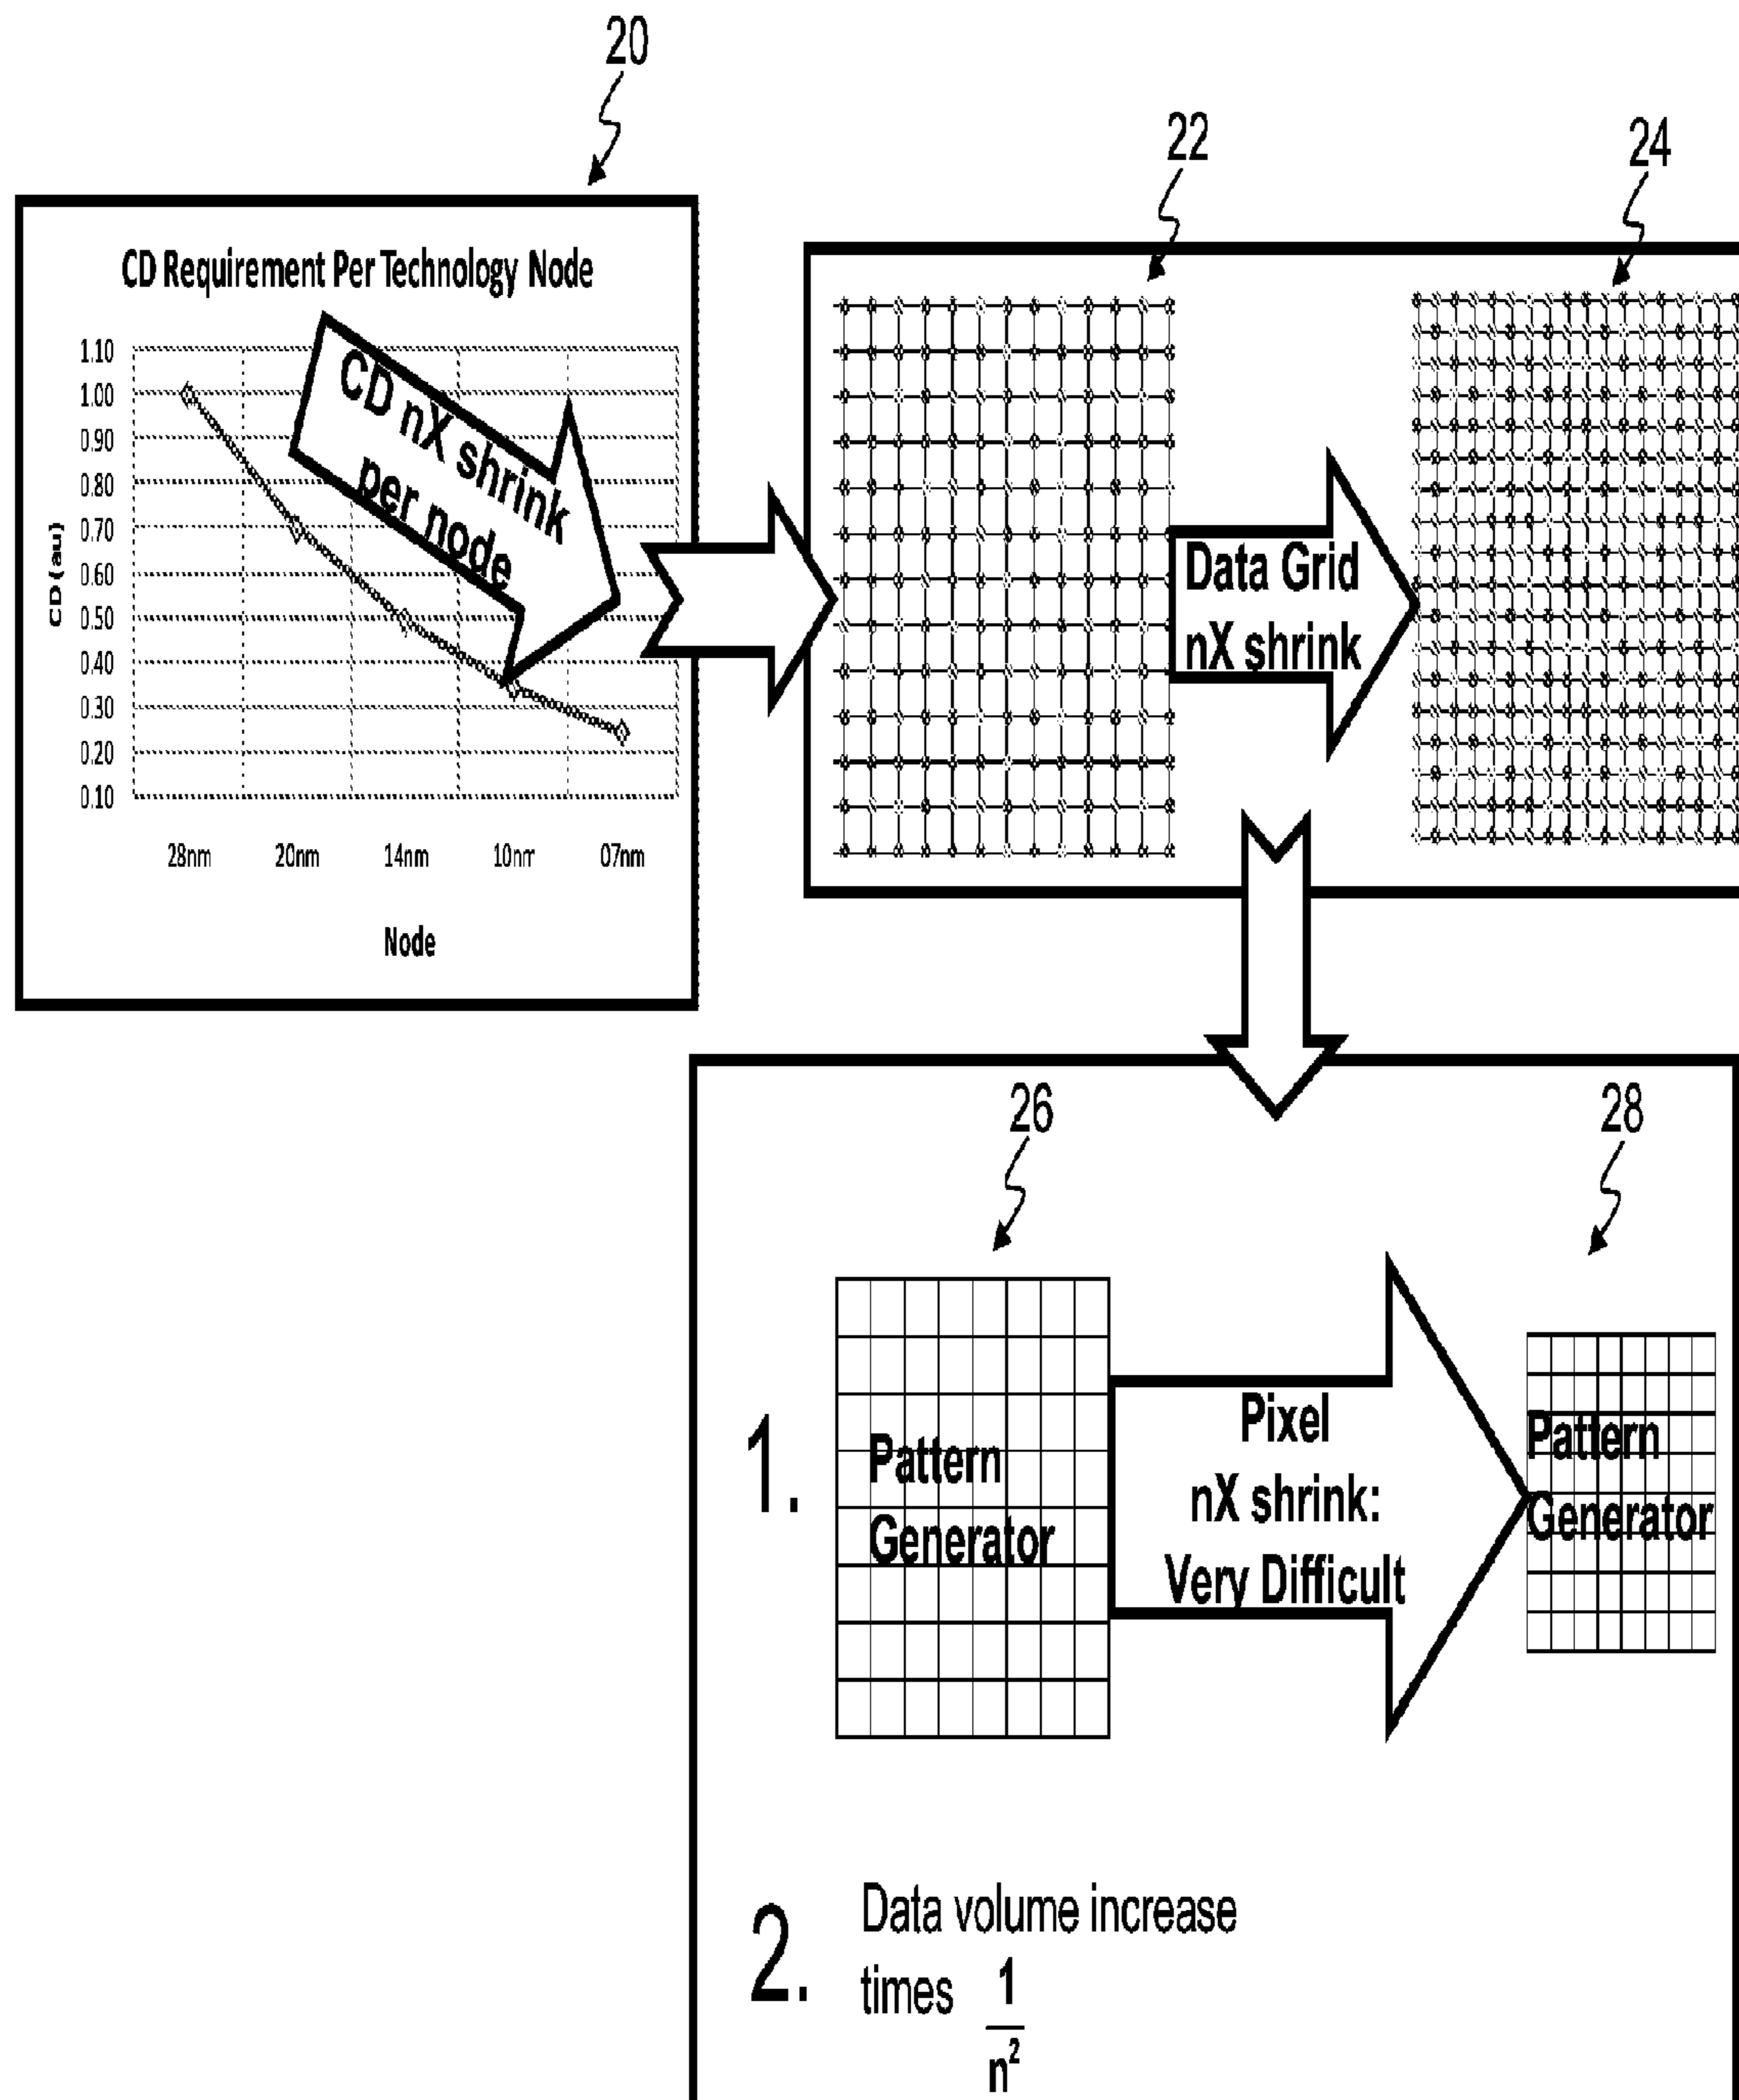 20
22
24
CD Requirement Per Technology Node
1.10
1.00
0.90
0.80
0.70
0.60
0.50
0.40
0.30
0.20
0.10
CD (au)
CD nX shrink
per node
28nm
20nm
14nm
10nm
07nm
Node
Data Grid
nX shrink
26
28
1.
Pattern
Generator
Pixel
nX shrink:
Very Difficult
Pattern
Generator
2.
Data volume increase
times 1/n²